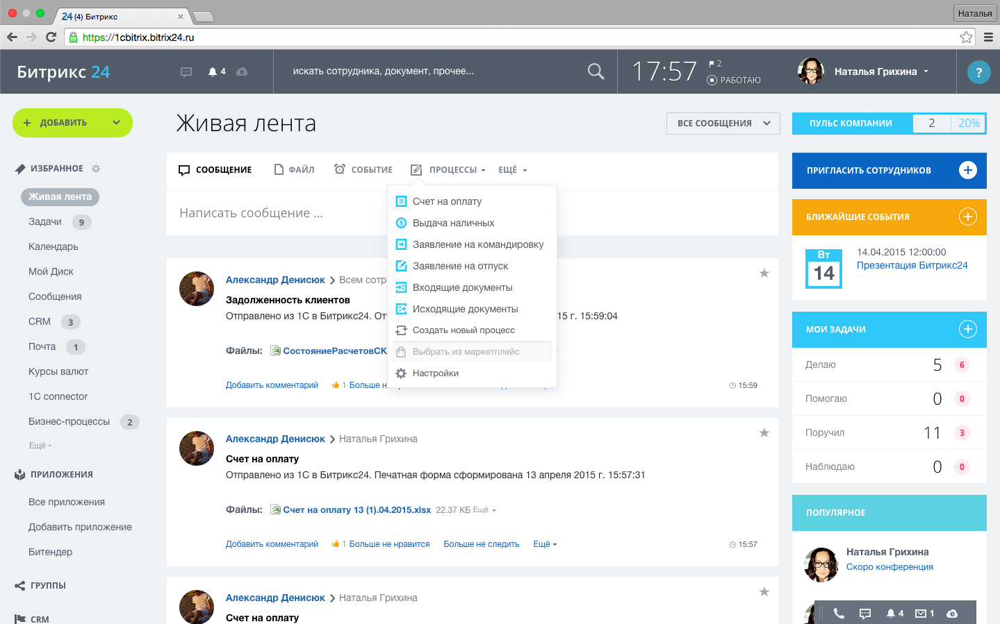 24 (4) Битрикс
Наталья
https://1cbitrix.bitrix24.ru
Битрикс 24
4
искать сотрудника, документ, прочее...
17:57
2
РАБОТАЮ
Наталья Грихина
?
ДОБАВИТЬ
ИЗБРАННОЕ
Живая лента
Задачи 9
Календарь
Мой Диск
Сообщения
CRM 3
Почта 1
Курсы валют
1C connector
Бизнес-процессы 2
Ещё
ПРИЛОЖЕНИЯ
Все приложения
Добавить приложение
Битендер
ГРУППЫ
CRM
Живая лента
ВСЕ СООБЩЕНИЯ
СООБЩЕНИЕ
ФАЙЛ
СОБЫТИЕ
ПРОЦЕССЫ
ЕЩЁ
Написать сообщение ...
Счет на оплату
Выдача наличных
Заявление на командировку
Заявление на отпуск
Входящие документы
Исходящие документы
Создать новый процесс
Выбрать из маркетплейс
Настройки
Александр Денисюк Всем
Задолженность клиентов
Отправлено из 1С в Битрикс24. 15 г. 15:59:04
Файлы: СостояниеРасчетовСК
Добавить комментарий 1 Больше 15:59
Александр Денисюк Наталья Грихина
Счет на оплату
Отправлено из 1С в Битрикс24. Печатная форма сформирована 13 апреля 2015 г. 15:57:31
Файлы: Счет на оплату 13 (1).04.2015.xlsx 22.37 КБ Ещё
Добавить комментарий 1 Больше не нравится Больше не следить Ещё 15:57
Александр Денисюк Наталья Грихина
Счет на оплату
ПУЛЬС КОМПАНИИ 2 20%
ПРИГЛАСИТЬ СОТРУДНИКОВ
БЛИЖАЙШИЕ СОБЫТИЯ
Вт
14
14.04.2015 12:00:00
Презентация Битрикс24
МОИ ЗАДАЧИ
Делаю 5 6
Помогаю 0 0
Поручил 11 3
Наблюдаю 0 0
ПОПУЛЯРНОЕ
Наталья Грихина
Скоро конференция
4 1